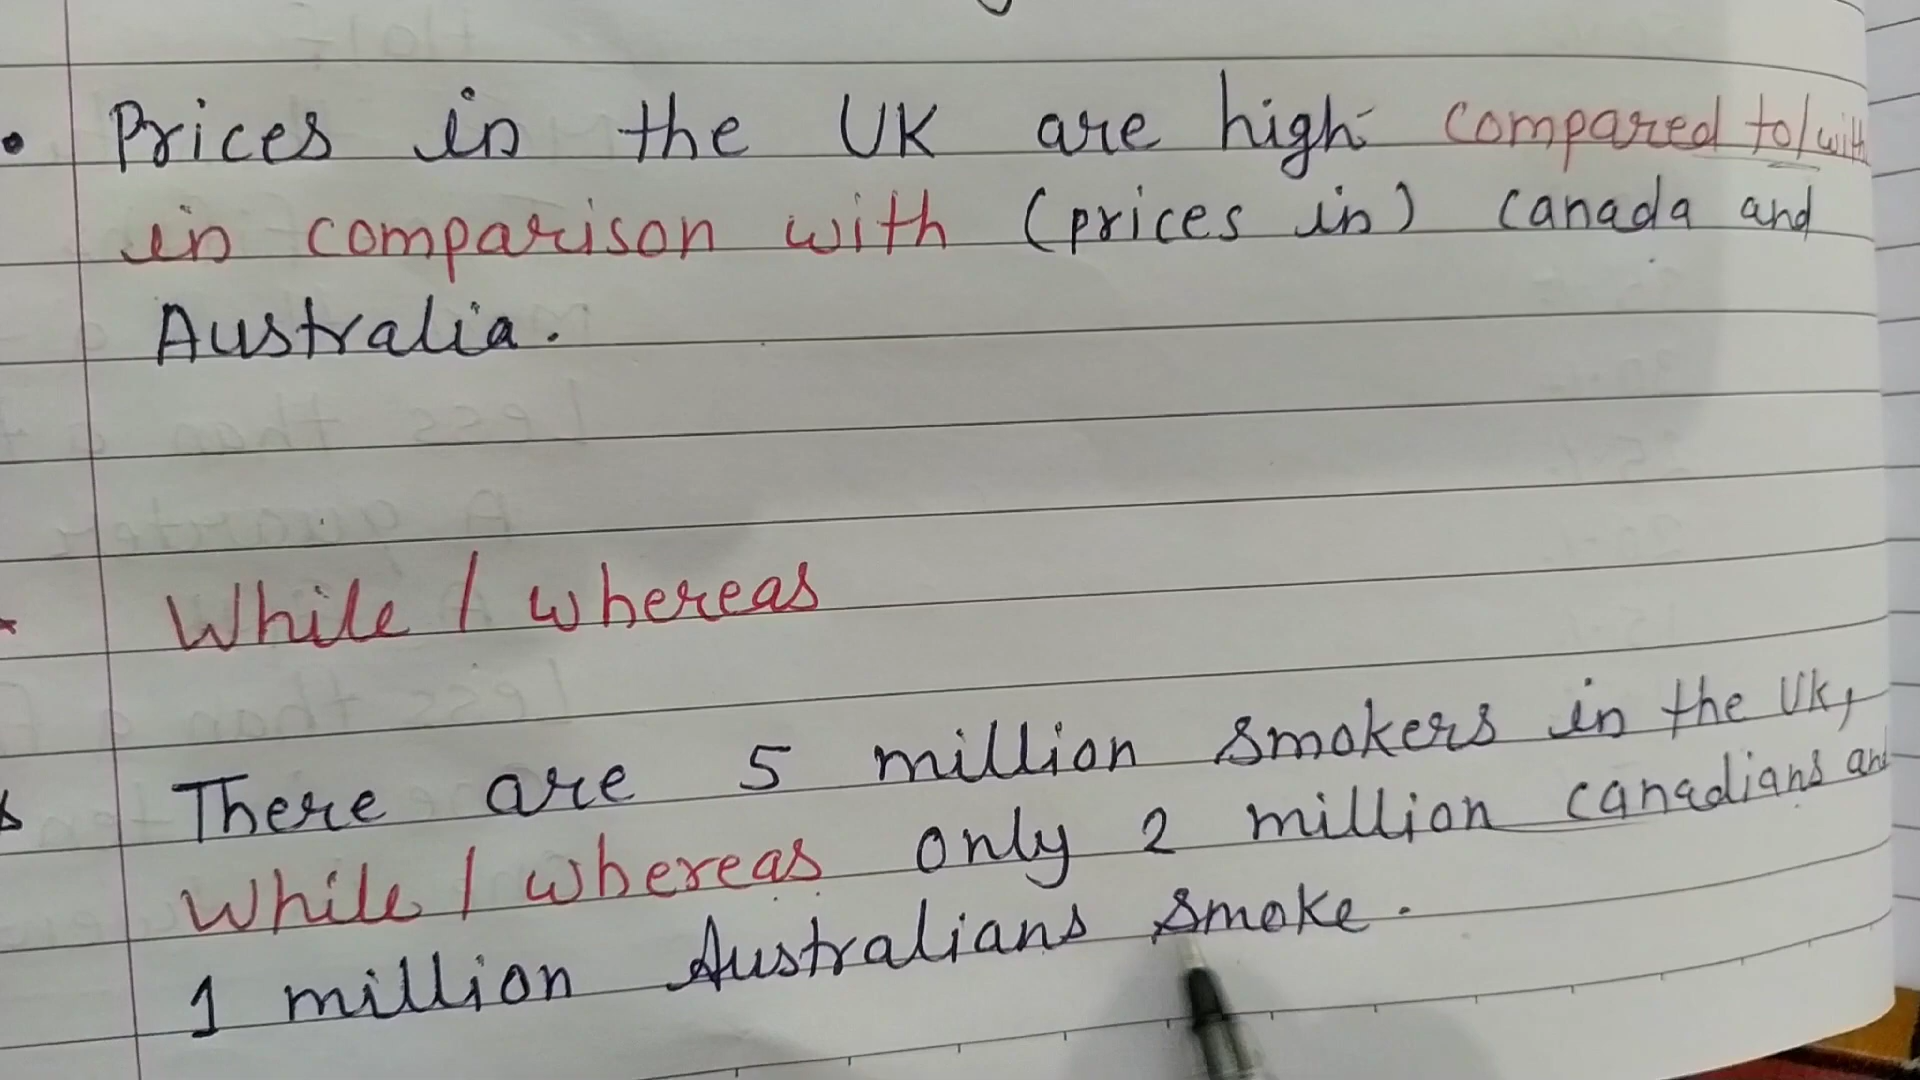 Prices in the UK are high compared to/with
in comparison with (prices in) Canada and
Australia.
While / whereas
There are 5 million smokers in the UK,
while / whereas only 2 million Canadians and
1 million Australians smoke.